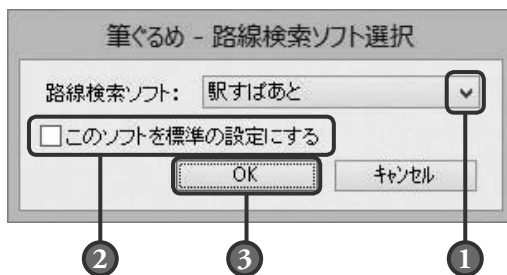 筆ぐるめ - 路線検索ソフト選択
路線検索ソフト: 駅すぱあと
このソフトを標準の設定にする
OK キャンセル
2 3 1